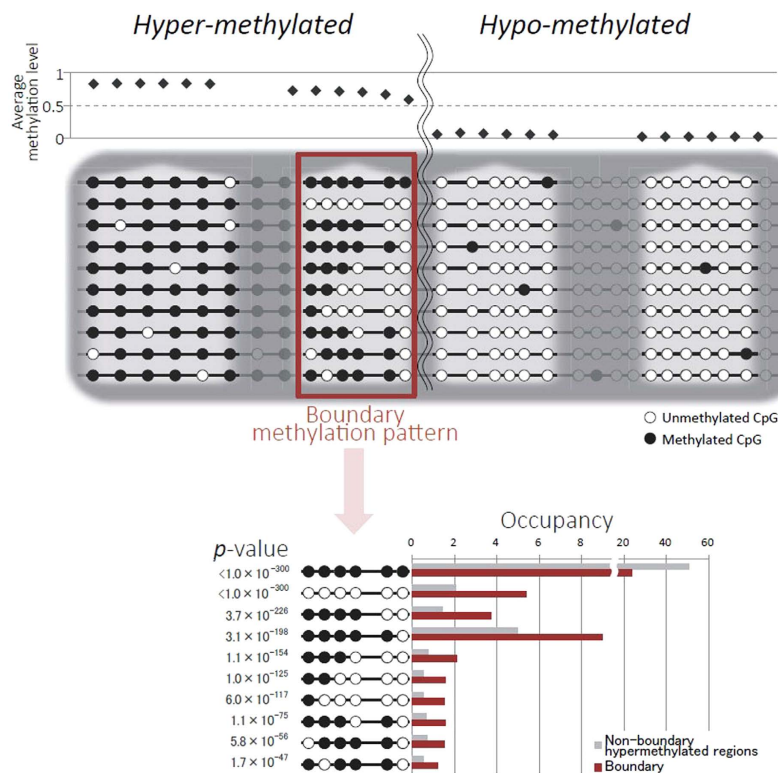 Hyper-methylated
Hypo-methylated
Average
methylation level
1
0.5
0
Boundary
methylation pattern
Unmethylated CpG
Methylated CpG
Occupancy
p-value
0 2 4 6 8 10 20 60
<1.0 × 10⁻³⁰⁰
<1.0 × 10⁻³⁰⁰
3.7 × 10⁻²²⁶
3.1 × 10⁻¹⁹⁸
1.1 × 10⁻¹⁵⁴
1.0 × 10⁻¹²⁵
6.0 × 10⁻¹¹⁷
1.1 × 10⁻⁷⁵
5.8 × 10⁻⁵⁶
1.7 × 10⁻⁴⁷
Non-boundary
hypermethylated regions
Boundary